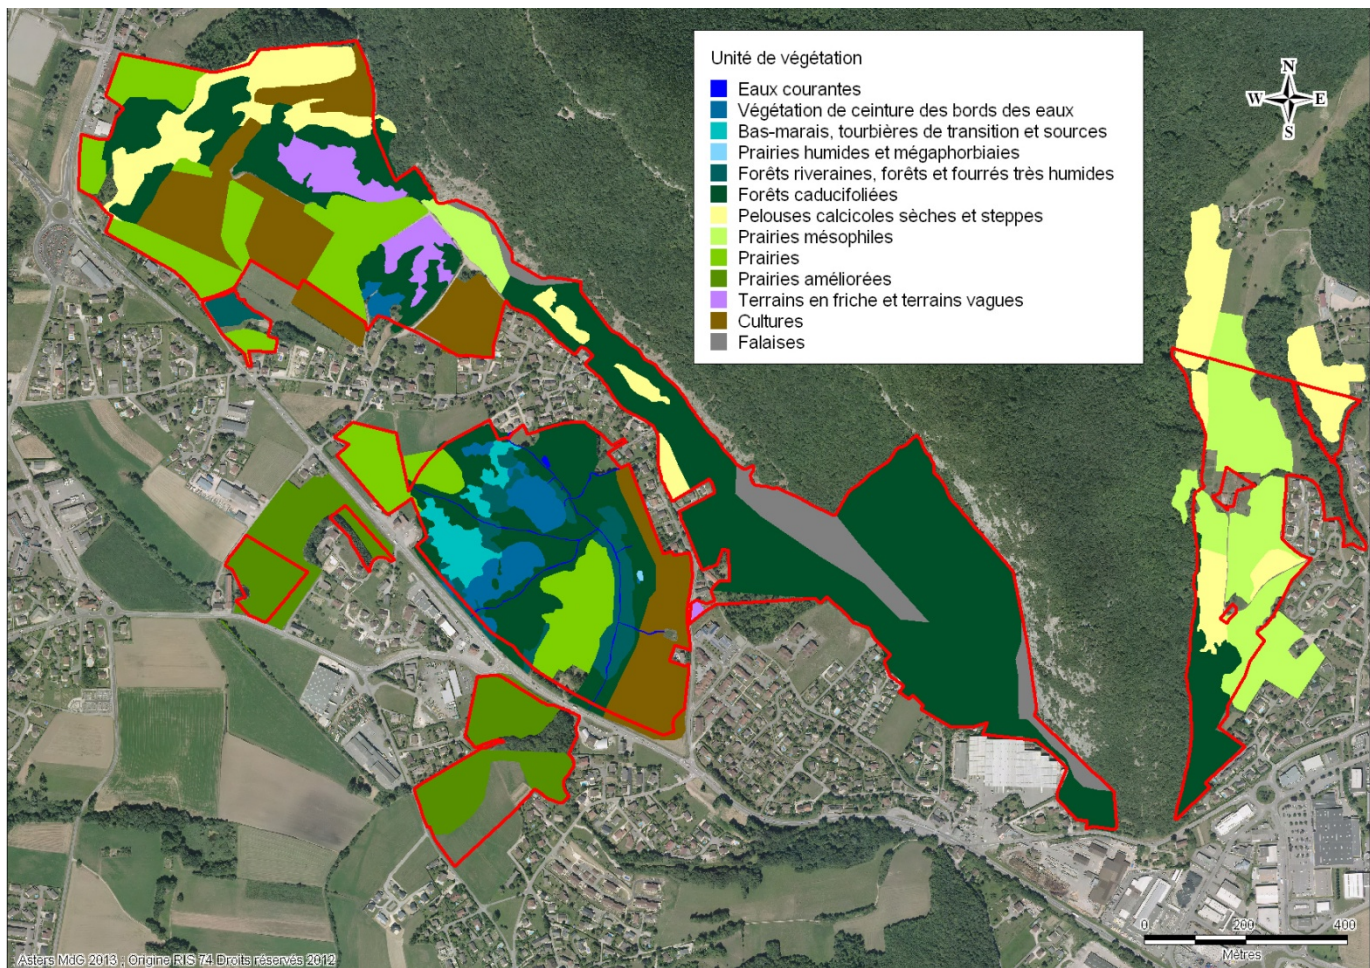 Unité de végétation
Eaux courantes
Végétation de ceinture des bords des eaux
Bas-marais, tourbières de transition et sources
Prairies humides et mégaphorbiaies
Forêts riveraines, forêts et fourrés très humides
Forêts caducifoliées
Pelouses calcicoles sèches et steppes
Prairies mésophiles
Prairies
Prairies améliorées
Terrains en friche et terrains vagues
Cultures
Falaises
N
W E
S
0 200 400
Mètres
Asters MdG 2013 ; Origine RIS 74 Droits réservés 2012